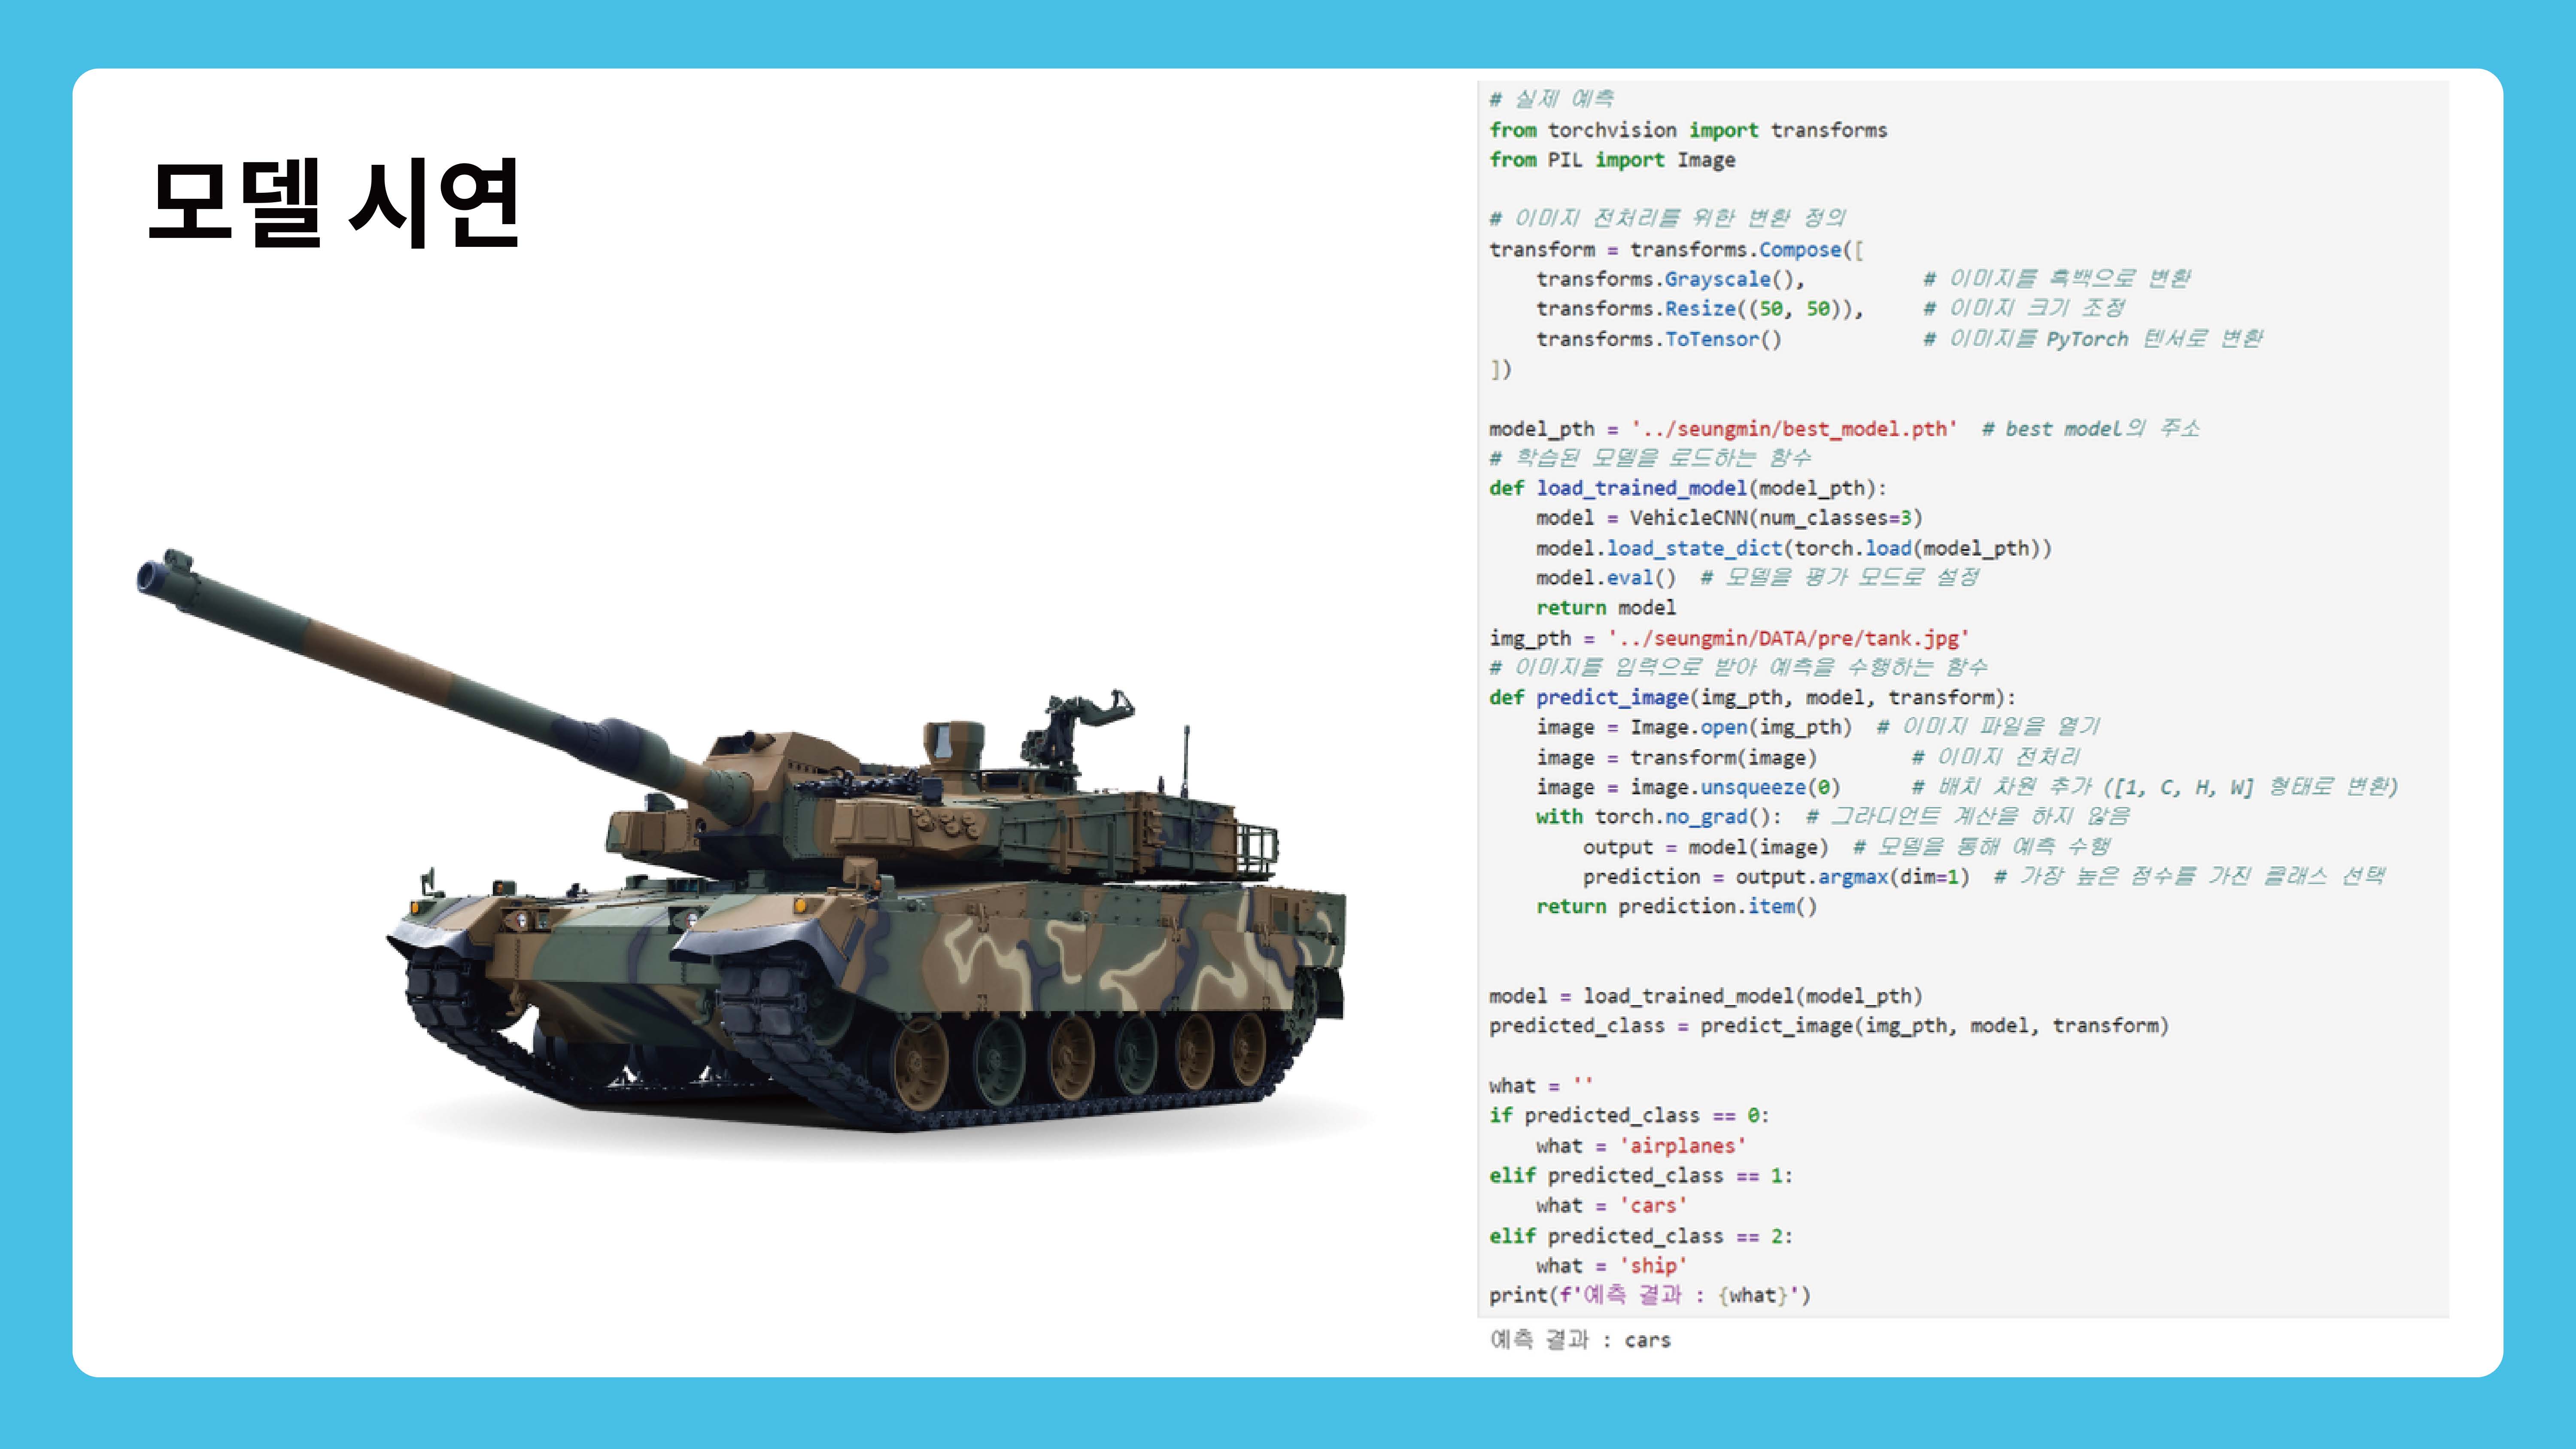 모델 시연
# 실제 예측
from torchvision import transforms
from PIL import Image
# 이미지 전처리를 위한 변환 정의
transform = transforms.Compose([
    transforms.Grayscale(),          # 이미지를 흑백으로 변환
    transforms.Resize((50, 50)),     # 이미지 크기 조정
    transforms.ToTensor()            # 이미지를 PyTorch 텐서로 변환
])
model_pth = '../seungmin/best_model.pth'  # best model의 주소
# 학습된 모델을 로드하는 함수
def load_trained_model(model_pth):
    model = VehicleCNN(num_classes=3)
    model.load_state_dict(torch.load(model_pth))
    model.eval()  # 모델을 평가 모드로 설정
    return model
img_pth = '../seungmin/DATA/pre/tank.jpg'
# 이미지를 입력으로 받아 예측을 수행하는 함수
def predict_image(img_pth, model, transform):
    image = Image.open(img_pth)  # 이미지 파일을 열기
    image = transform(image)        # 이미지 전처리
    image = image.unsqueeze(0)      # 배치 차원 추가 ([1, C, H, W] 형태로 변환)
    with torch.no_grad():  # 그라디언트 계산을 하지 않음
        output = model(image)  # 모델을 통해 예측 수행
        prediction = output.argmax(dim=1)  # 가장 높은 점수를 가진 클래스 선택
    return prediction.item()
model = load_trained_model(model_pth)
predicted_class = predict_image(img_pth, model, transform)
what = ''
if predicted_class == 0:
    what = 'airplanes'
elif predicted_class == 1:
    what = 'cars'
elif predicted_class == 2:
    what = 'ship'
print(f'예측 결과 : {what}')
예측 결과 : cars